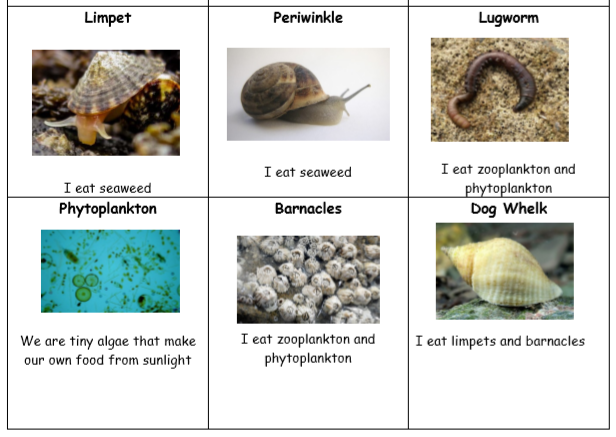 Limpet
Periwinkle
Lugworm
I eat seaweed
I eat seaweed
I eat zooplankton and
phytoplankton
Phytoplankton
Barnacles
Dog Whelk
We are tiny algae that make
our own food from sunlight
I eat zooplankton and
phytoplankton
I eat limpets and barnacles